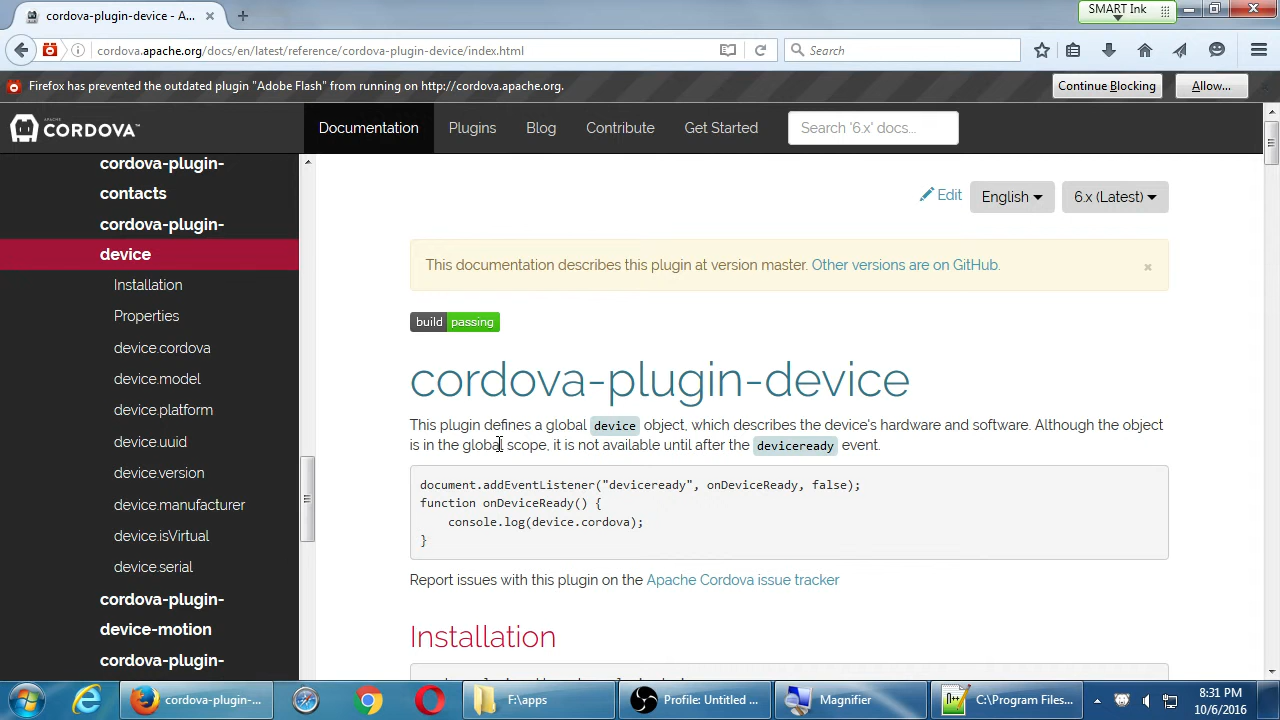 cordova-plugin-device - A...
SMART Ink
cordova.apache.org/docs/en/latest/reference/cordova-plugin-device/index.html
Search
Firefox has prevented the outdated plugin "Adobe Flash" from running on http://cordova.apache.org.
Continue Blocking
Allow...
APACHE
CORDOVA™
Documentation
Plugins
Blog
Contribute
Get Started
Search '6.x' docs...
cordova-plugin-
contacts
cordova-plugin-
device
Installation
Properties
device.cordova
device.model
device.platform
device.uuid
device.version
device.manufacturer
device.isVirtual
device.serial
cordova-plugin-
device-motion
cordova-plugin-
Edit
English
6.x (Latest)
This documentation describes this plugin at version master. Other versions are on GitHub.
×
build passing
cordova-plugin-device
This plugin defines a global device object, which describes the device's hardware and software. Although the object
is in the global scope, it is not available until after the deviceready event.
document.addEventListener("deviceready", onDeviceReady, false);
function onDeviceReady() {
console.log(device.cordova);
}
Report issues with this plugin on the Apache Cordova issue tracker
Installation
cordova-plugin-...
F:\apps
Profile: Untitled ...
Magnifier
C:\Program Files...
8:31 PM
10/6/2016